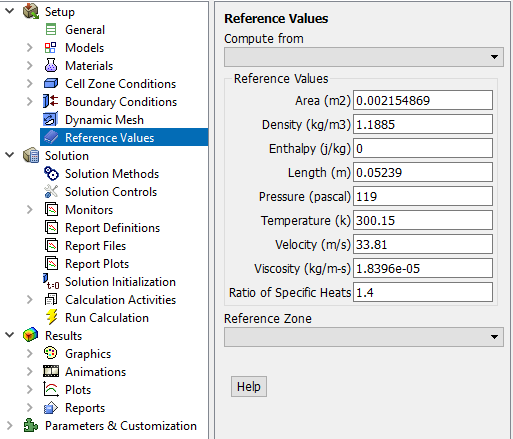 Setup
General
Models
Materials
Cell Zone Conditions
Boundary Conditions
Dynamic Mesh
Reference Values
Solution
Solution Methods
Solution Controls
Monitors
Report Definitions
Report Files
Report Plots
t=0
Solution Initialization
Calculation Activities
Run Calculation
Results
Graphics
Animations
Plots
Reports
Parameters & Customization
Reference Values
Compute from
Reference Values
Area (m2) 0.002154869
Density (kg/m3) 1.1885
Enthalpy (j/kg) 0
Length (m) 0.05239
Pressure (pascal) 119
Temperature (k) 300.15
Velocity (m/s) 33.81
Viscosity (kg/m-s) 1.8396e-05
Ratio of Specific Heats 1.4
Reference Zone
Help